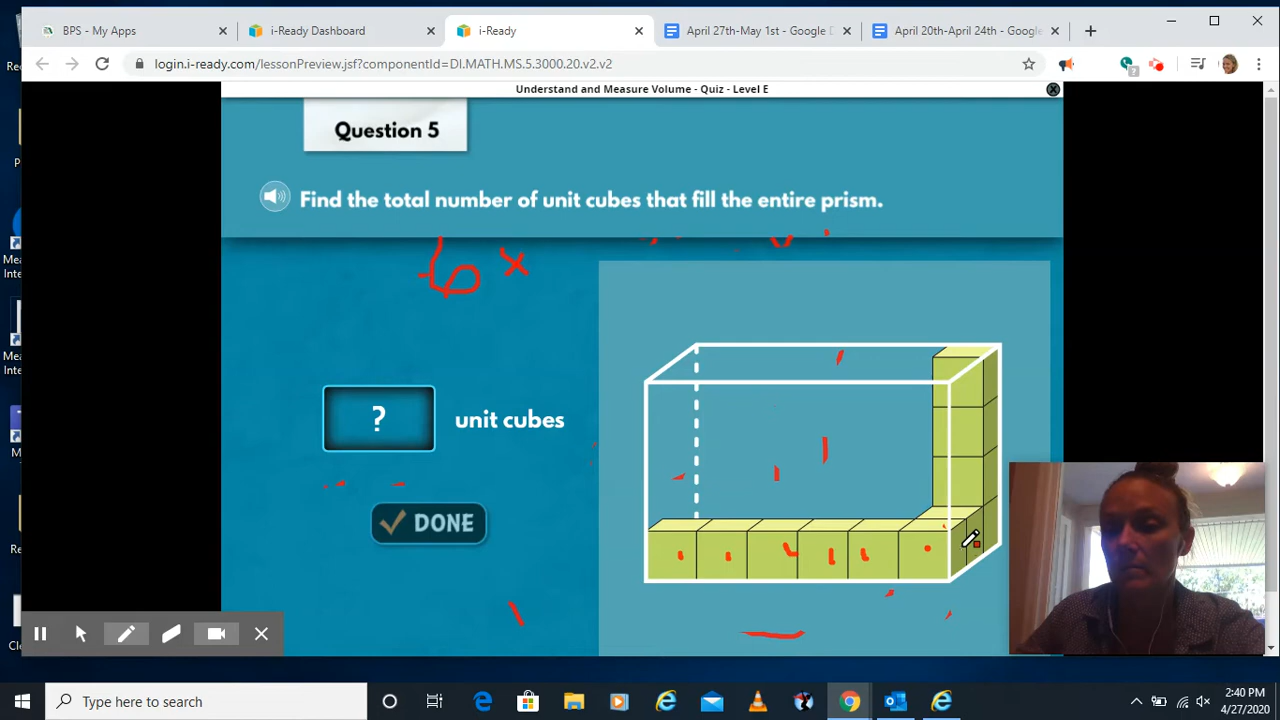 BPS - My Apps
i-Ready Dashboard
i-Ready
April 27th-May 1st - Google D
April 20th-April 24th - Google
login.i-ready.com/lessonPreview.jsf?componentId=DI.MATH.MS.5.3000.20.v2.v2
Understand and Measure Volume - Quiz - Level E
Question 5
Find the total number of unit cubes that fill the entire prism.
6 x
?
unit cubes
DONE
Type here to search
2:40 PM
4/27/2020